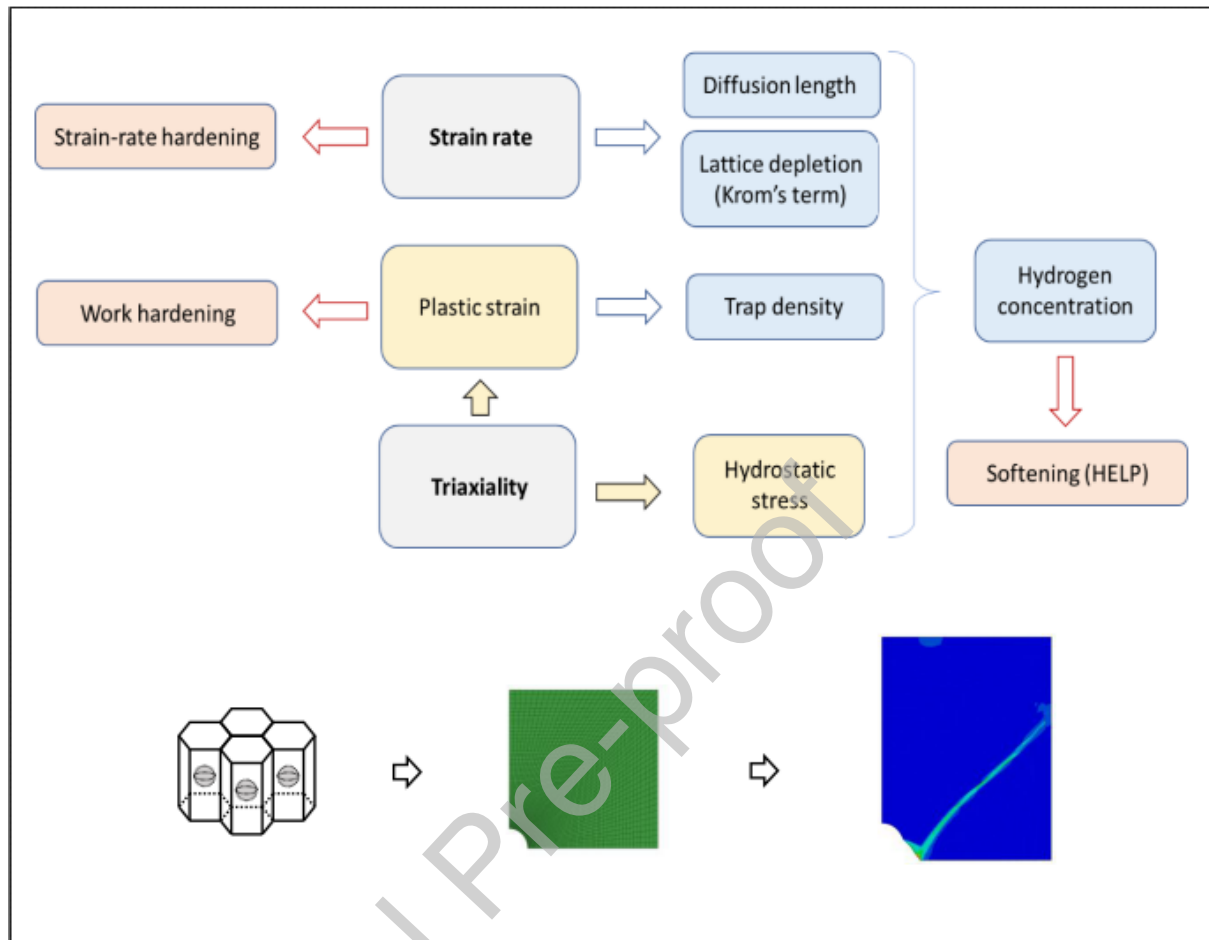 Diffusion length
Strain-rate hardening
Strain rate
Lattice depletion
(Krom's term)
Work hardening
Plastic strain
Trap density
Hydrogen
concentration
Triaxiality
Hydrostatic
stress
Softening (HELP)
Pre-proof